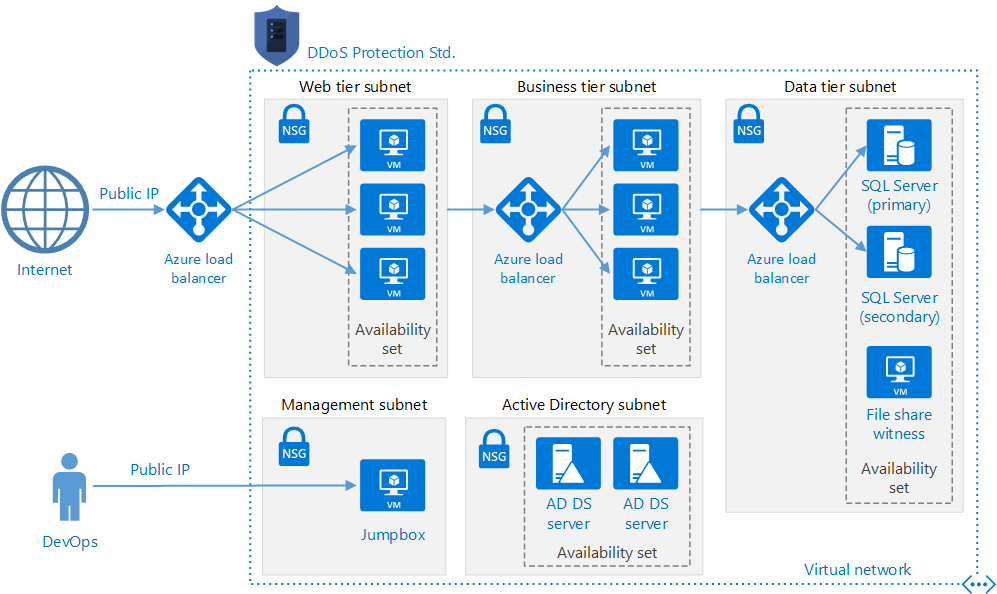 DDoS Protection Std.
Web tier subnet
Business tier subnet
Data tier subnet
NSG
VM
VM
VM
Availability
set
NSG
VM
VM
VM
Availability
set
NSG
SQL Server
(primary)
SQL Server
(secondary)
VM
File share
witness
Availability
set
Public IP
Internet
Azure load
balancer
Azure load
balancer
Azure load
balancer
Management subnet
Active Directory subnet
NSG
VM
Jumpbox
NSG
AD DS
server
AD DS
server
Availability set
Public IP
DevOps
Virtual network